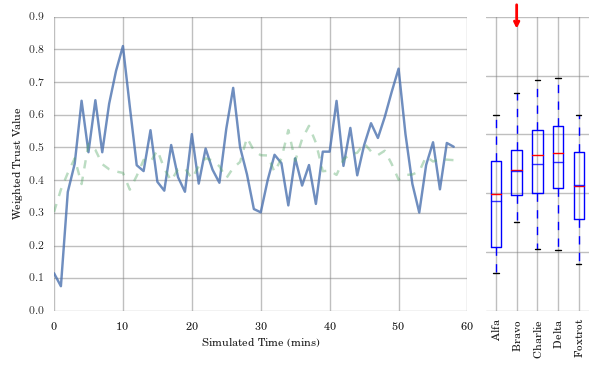 0.9
0.8
0.7
0.6
0.5
0.4
0.3
0.2
0.1
0.0
Weighted Trust Value
0 10 20 30 40 50 60
Simulated Time (mins)
Alfa
Bravo
Charlie
Delta
Foxtrot